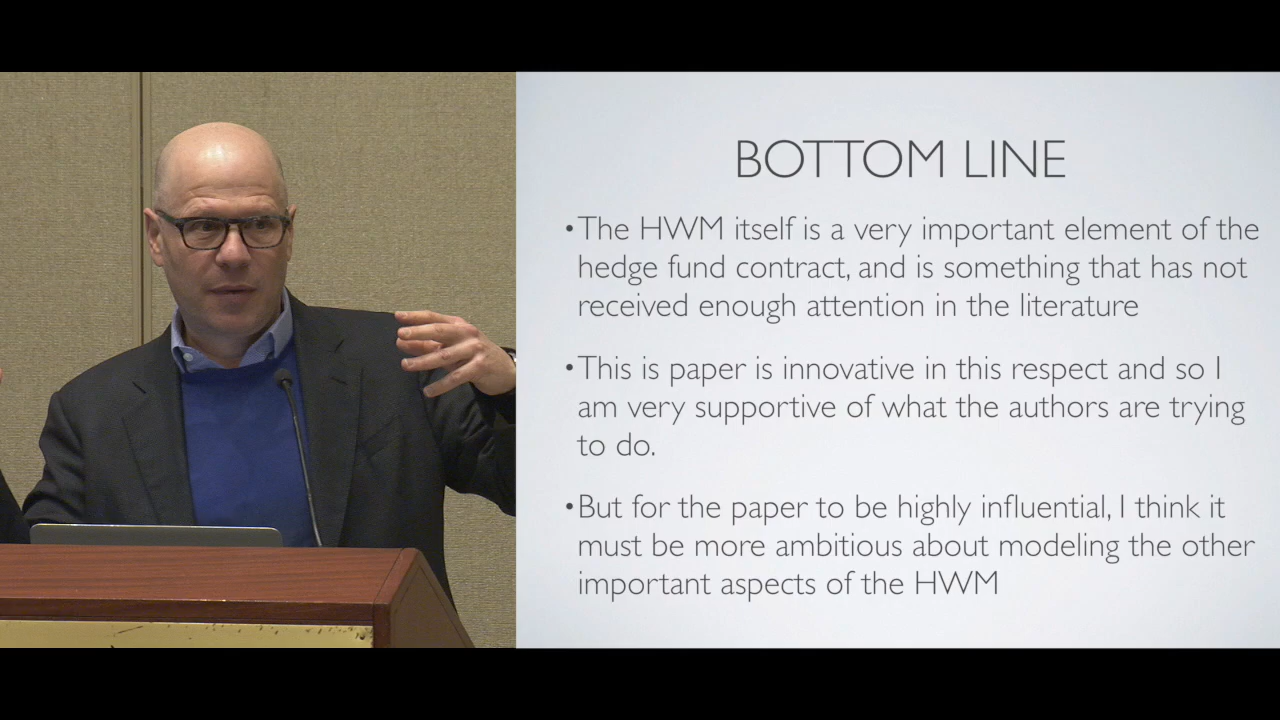 BOTTOM LINE
•The HWM itself is a very important element of the
hedge fund contract, and is something that has not
received enough attention in the literature
•This is paper is innovative in this respect and so I
am very supportive of what the authors are trying
to do.
•But for the paper to be highly influential, I think it
must be more ambitious about modeling the other
important aspects of the HWM